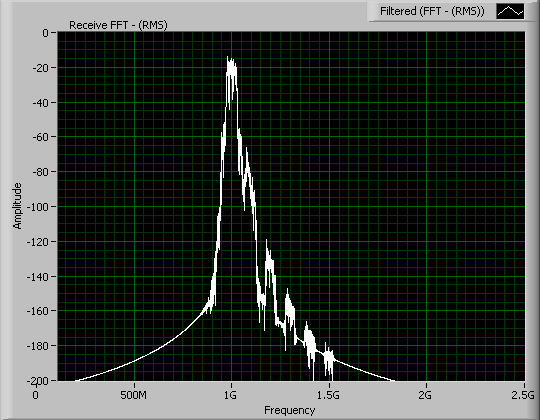 Filtered (FFT - (RMS))
Receive FFT - (RMS)
0
-20
-40
-60
-80
-100
-120
-140
-160
-180
-200
Amplitude
0 500M 1G 1.5G 2G 2.5G
Frequency